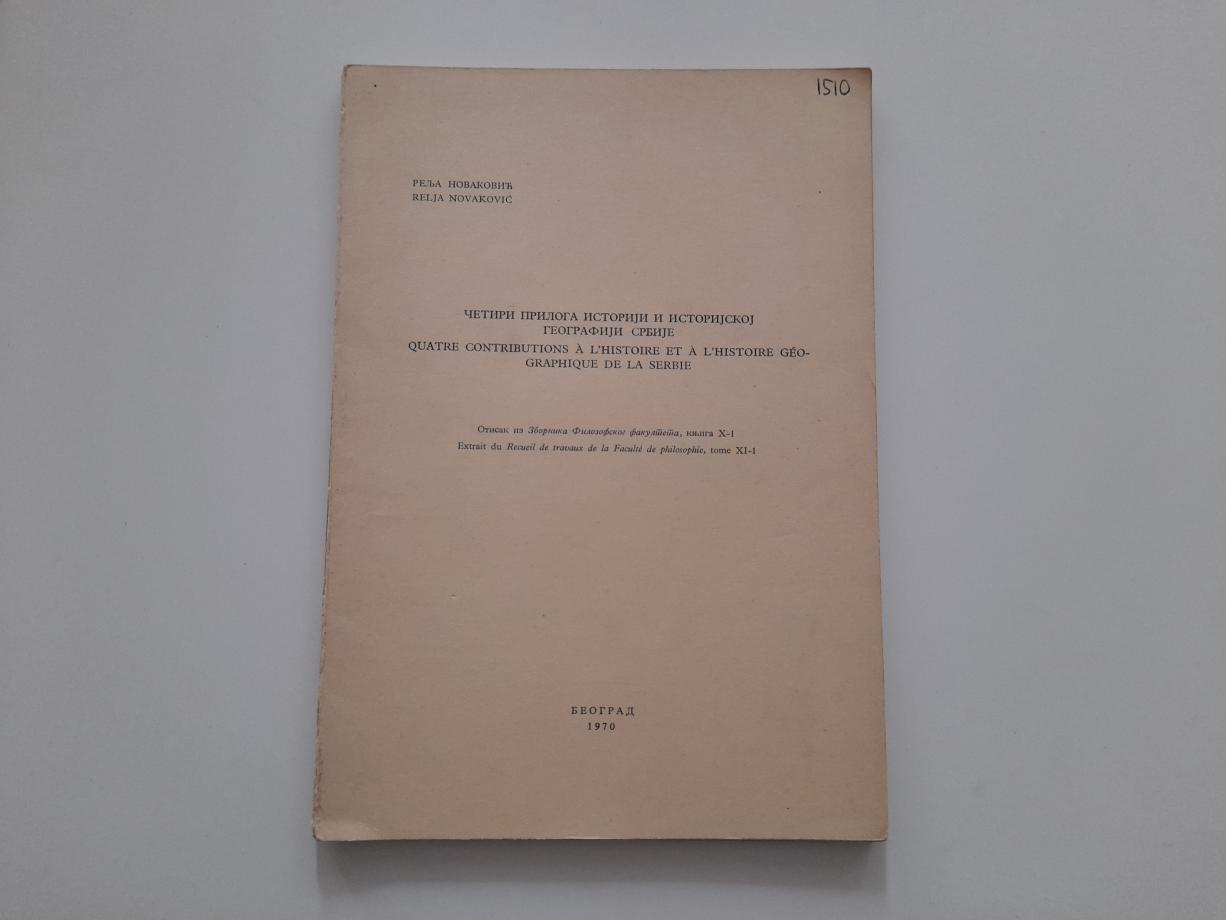 1510
РЕЉА НОВАКОВИЋ
RELJA NOVAKOVIĆ
ЧЕТИРИ ПРИЛОГА ИСТОРИЈИ И ИСТОРИЈСКОЈ
ГЕОГРАФИЈИ СРБИЈЕ
QUATRE CONTRIBUTIONS À L'HISTOIRE ET À L'HISTOIRE GÉO-
GRAPHIQUE DE LA SERBIE
Отисак из Зборника Филозофског факултета, књига X-1
Extrait du Recueil de travaux de la Faculté de philosophie, tome XI-1
БЕОГРАД
1970